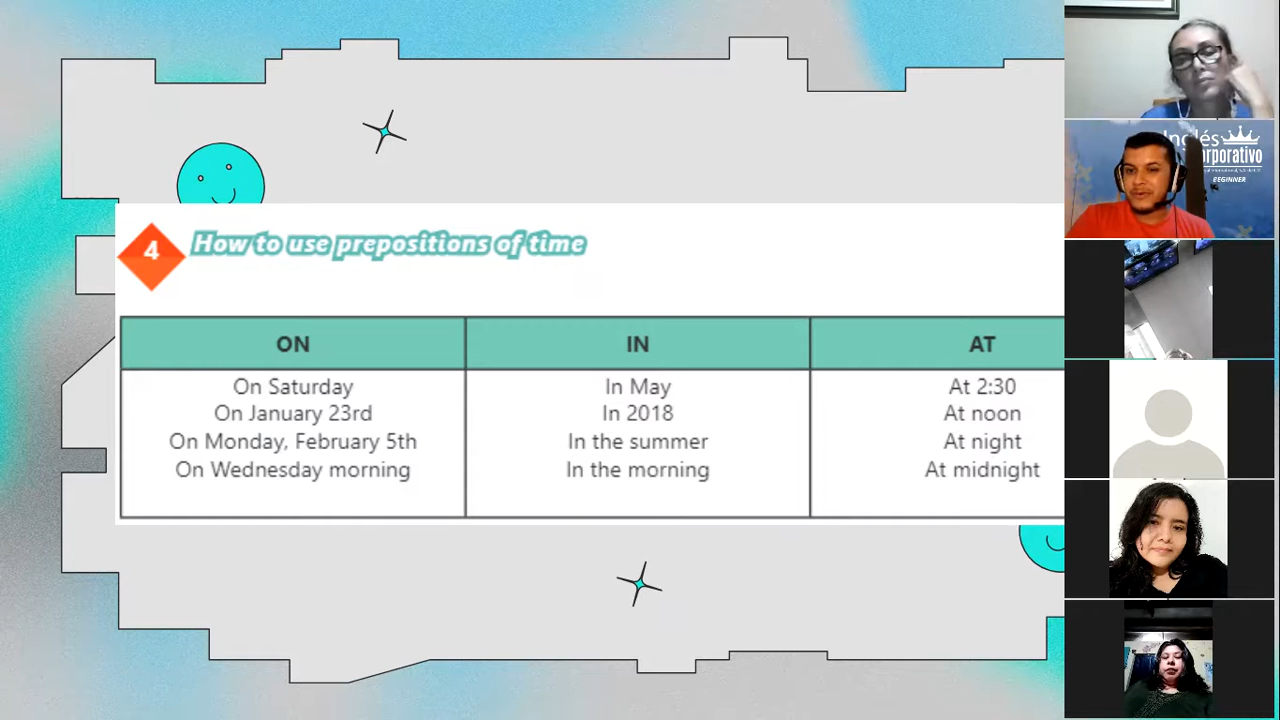 4
How to use prepositions of time
ON
IN
AT
On Saturday
In May
At 2:30
On January 23rd
In 2018
At noon
On Monday, February 5th
In the summer
At night
On Wednesday morning
In the morning
At midnight
Inglés
BEGINNER